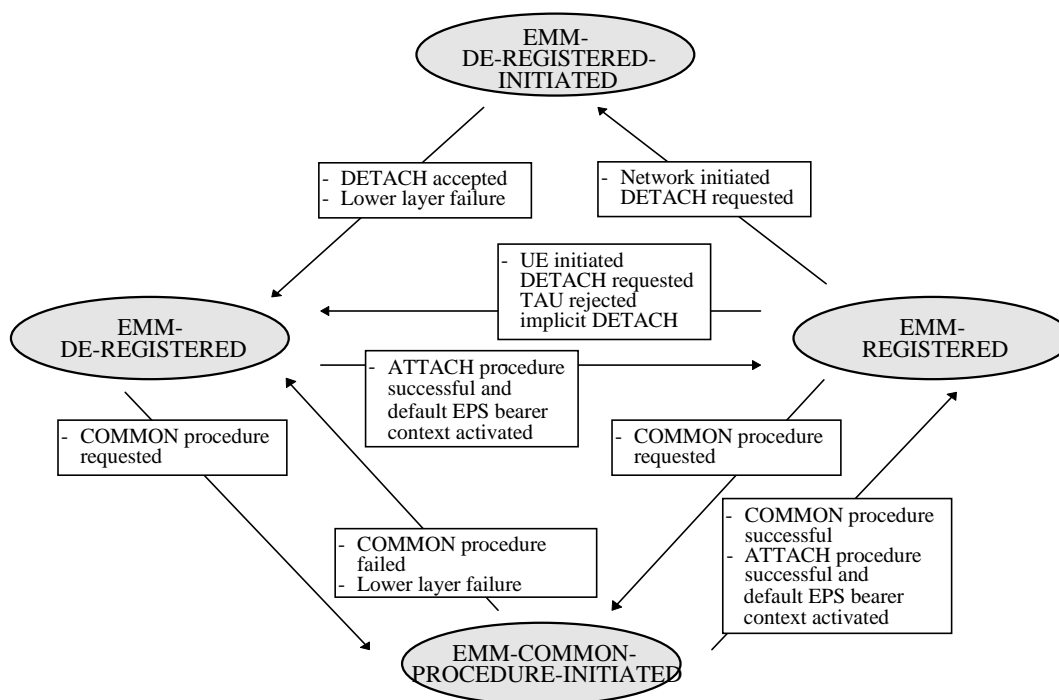 EMM-
DE-REGISTERED-
INITIATED
- DETACH accepted
- Lower layer failure
- Network initiated
DETACH requested
- UE initiated
DETACH requested
TAU rejected
implicit DETACH
EMM-
DE-REGISTERED
EMM-
REGISTERED
- ATTACH procedure
successful and
default EPS bearer
context activated
- COMMON procedure
requested
- COMMON procedure
requested
- COMMON procedure
failed
- Lower layer failure
- COMMON procedure
successful
- ATTACH procedure
successful and
default EPS bearer
context activated
EMM-COMMON-
PROCEDURE-INITIATED